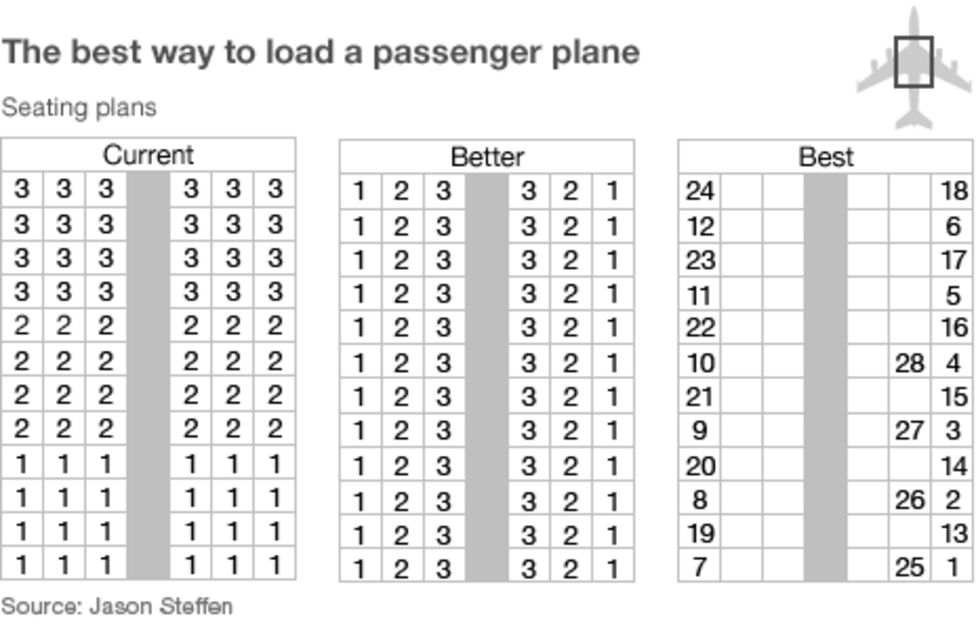 The best way to load a passenger plane
Seating plans
Current
3 3 3 3 3 3
3 3 3 3 3 3
3 3 3 3 3 3
3 3 3 3 3 3
2 2 2 2 2 2
2 2 2 2 2 2
2 2 2 2 2 2
2 2 2 2 2 2
1 1 1 1 1 1
1 1 1 1 1 1
1 1 1 1 1 1
1 1 1 1 1 1
Better
1 2 3 3 2 1
1 2 3 3 2 1
1 2 3 3 2 1
1 2 3 3 2 1
1 2 3 3 2 1
1 2 3 3 2 1
1 2 3 3 2 1
1 2 3 3 2 1
1 2 3 3 2 1
1 2 3 3 2 1
1 2 3 3 2 1
1 2 3 3 2 1
Best
24 18
12 6
23 17
11 5
22 16
10 28 4
21 15
9 27 3
20 14
8 26 2
19 13
7 25 1
Source: Jason Steffen